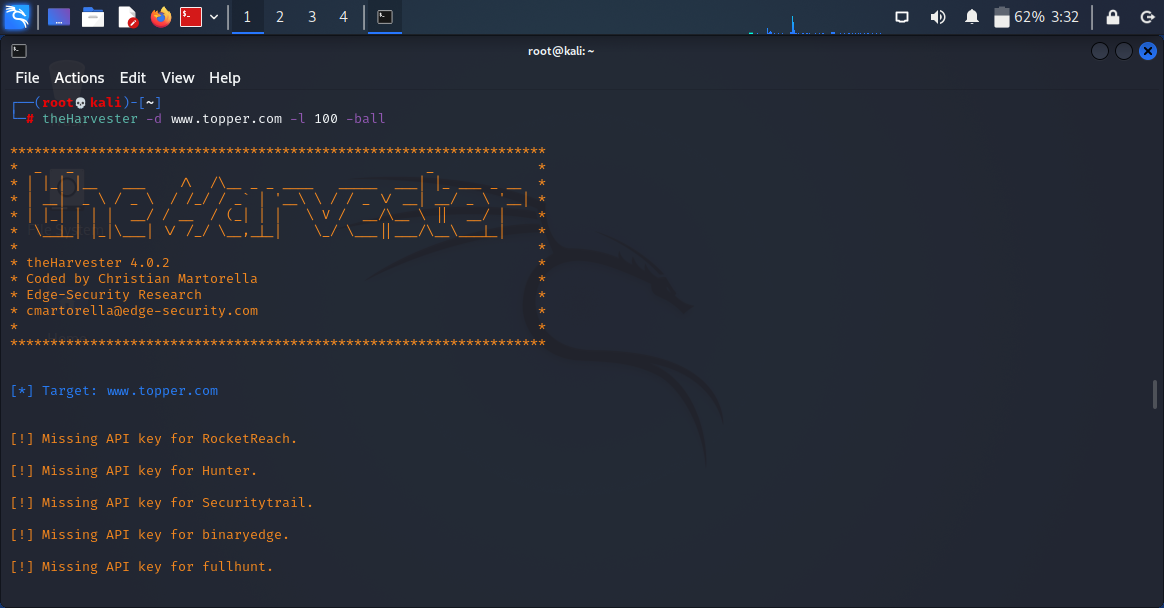 1 2 3 4 62% 3:32
root@kali: ~
File Actions Edit View Help
┌──(root💀kali)-[~]
└─# theHarvester -d www.topper.com -l 100 -ball
*******************************************************************
* theHarvester 4.0.2 *
* Coded by Christian Martorella *
* Edge-Security Research *
* cmartorella@edge-security.com *
* *
*******************************************************************
[*] Target: www.topper.com
[!] Missing API key for RocketReach.
[!] Missing API key for Hunter.
[!] Missing API key for Securitytrail.
[!] Missing API key for binaryedge.
[!] Missing API key for fullhunt.